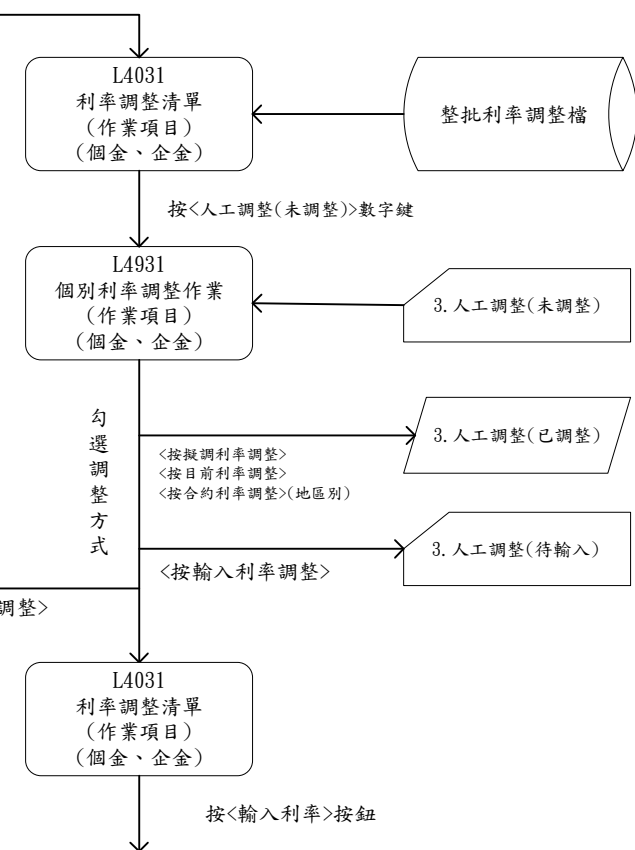 L4031
利率調整清單
(作業項目)
(個金、企金)
整批利率調整檔
按<人工調整(未調整)>數字鍵
L4931
個別利率調整作業
(作業項目)
(個金、企金)
3.人工調整(未調整)
勾選調整方式
3.人工調整(已調整)
<按擬調利率調整>
<按目前利率調整>
<按合約利率調整>(地區別)
3.人工調整(待輸入)
<按輸入利率調整>
調整>
L4031
利率調整清單
(作業項目)
(個金、企金)
按<輸入利率>按鈕